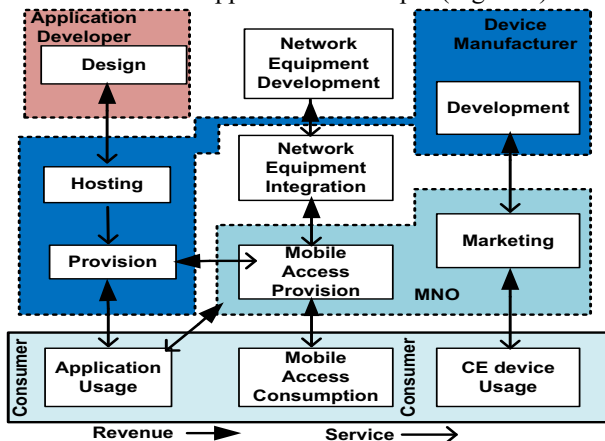 Application
Developer
Design
Network
Equipment
Development
Device
Manufacturer
Development
Hosting
Network
Equipment
Integration
Provision
Mobile
Access
Provision
Marketing
MNO
Consumer
Application
Usage
Mobile
Access
Consumption
Consumer
CE device
Usage
Revenue
Service